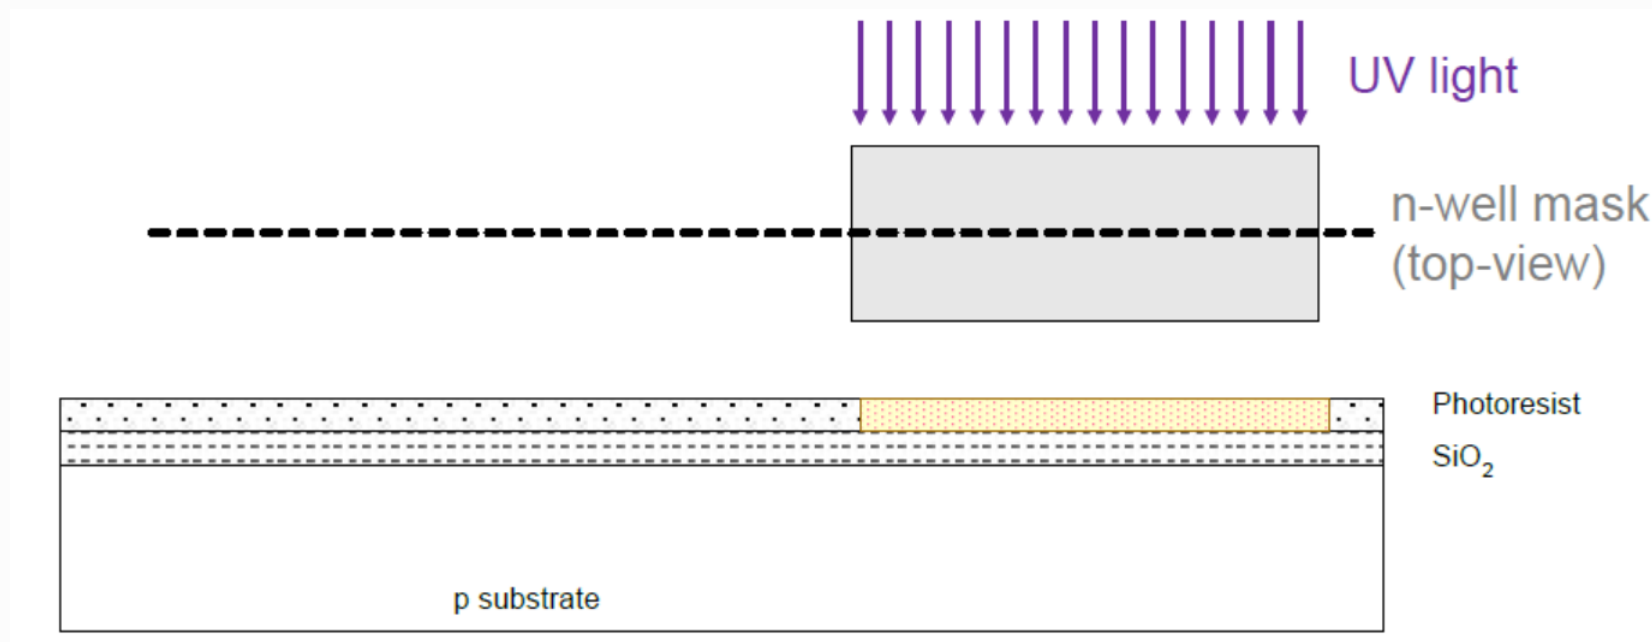 UV light
n-well mask
(top-view)
Photoresist
SiO₂
p substrate